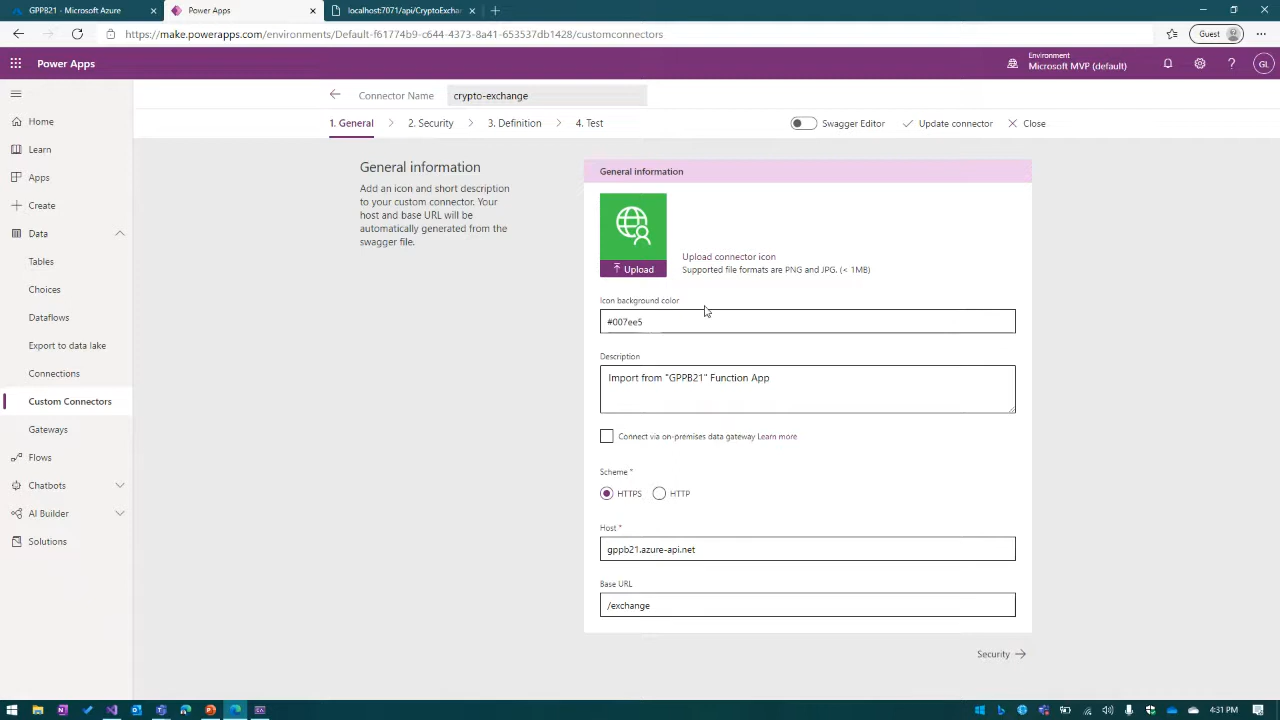 GPPB21 - Microsoft Azure
Power Apps
localhost:7071/api/CryptoExchan
https://make.powerapps.com/environments/Default-f61774b9-c644-4373-8a41-653537db1428/customconnectors
Guest
Power Apps
Environment
Microsoft MVP (default)
GL
Home
Learn
Apps
Create
Data
Tables
Choices
Dataflows
Export to data lake
Connections
Custom Connectors
Gateways
Flows
Chatbots
AI Builder
Solutions
Connector Name
crypto-exchange
1. General
2. Security
3. Definition
4. Test
Swagger Editor
Update connector
Close
General information
Add an icon and short description
to your custom connector. Your
host and base URL will be
automatically generated from the
swagger file.
General information
Upload
Upload connector icon
Supported file formats are PNG and JPG. (< 1MB)
Icon background color
#007ee5
Description
Import from "GPPB21" Function App
Connect via on-premises data gateway Learn more
Scheme *
HTTPS
HTTP
Host *
gppb21.azure-api.net
Base URL
/exchange
Security
4:31 PM